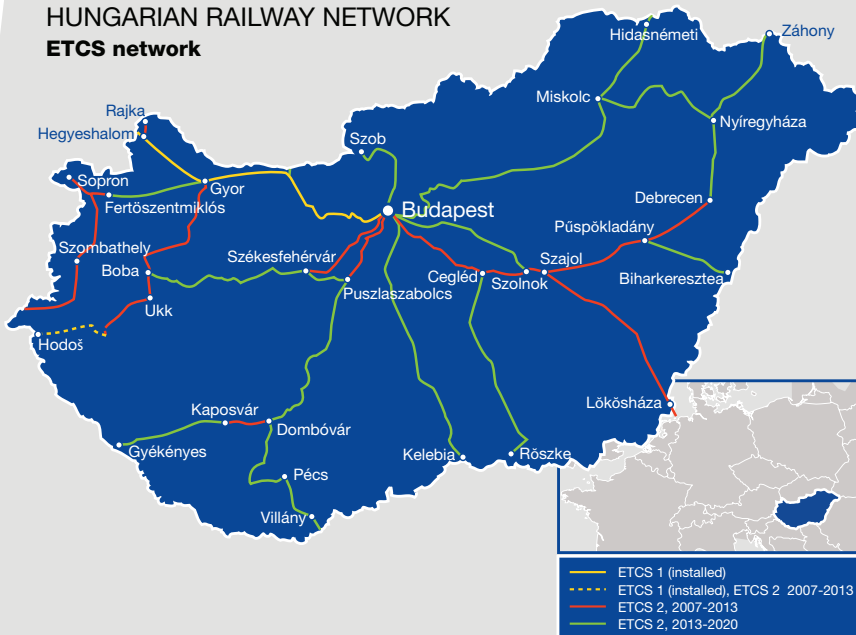 HUNGARIAN RAILWAY NETWORK
ETCS network
Hidasnémeti
Záhony
Miskolc
Rajka
Hegyeshalom
Szob
Nyíregyháza
Sopron
Gyor
Fertöszentmiklós
Debrecen
Budapest
Püspökladány
Szombathely
Székesfehérvár
Szajol
Boba
Cegléd
Szolnok
Biharkeresztea
Puszlaszabolcs
Ukk
Hodoš
Kaposvár
Lökösháza
Dombóvár
Gyékényes
Kelebia
Röszke
Pécs
Villány
ETCS 1 (installed)
ETCS 1 (installed), ETCS 2 2007-2013
ETCS 2, 2007-2013
ETCS 2, 2013-2020